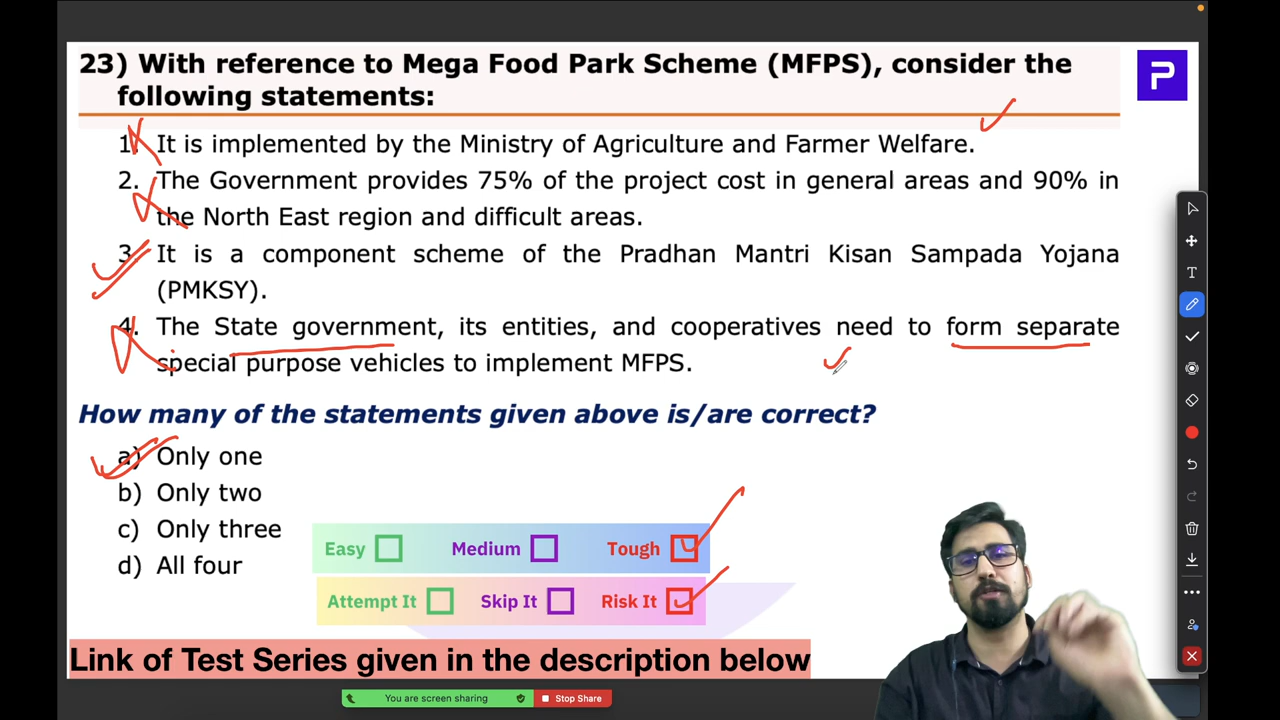 23) With reference to Mega Food Park Scheme (MFPS), consider the
following statements:
1. It is implemented by the Ministry of Agriculture and Farmer Welfare.
2. The Government provides 75% of the project cost in general areas and 90% in
the North East region and difficult areas.
3. It is a component scheme of the Pradhan Mantri Kisan Sampada Yojana
(PMKSY).
4. The State government, its entities, and cooperatives need to form separate
special purpose vehicles to implement MFPS.
How many of the statements given above is/are correct?
a) Only one
b) Only two
c) Only three
d) All four
Easy Medium Tough
Attempt It Skip It Risk It
Link of Test Series given in the description below
You are screen sharing Stop Share